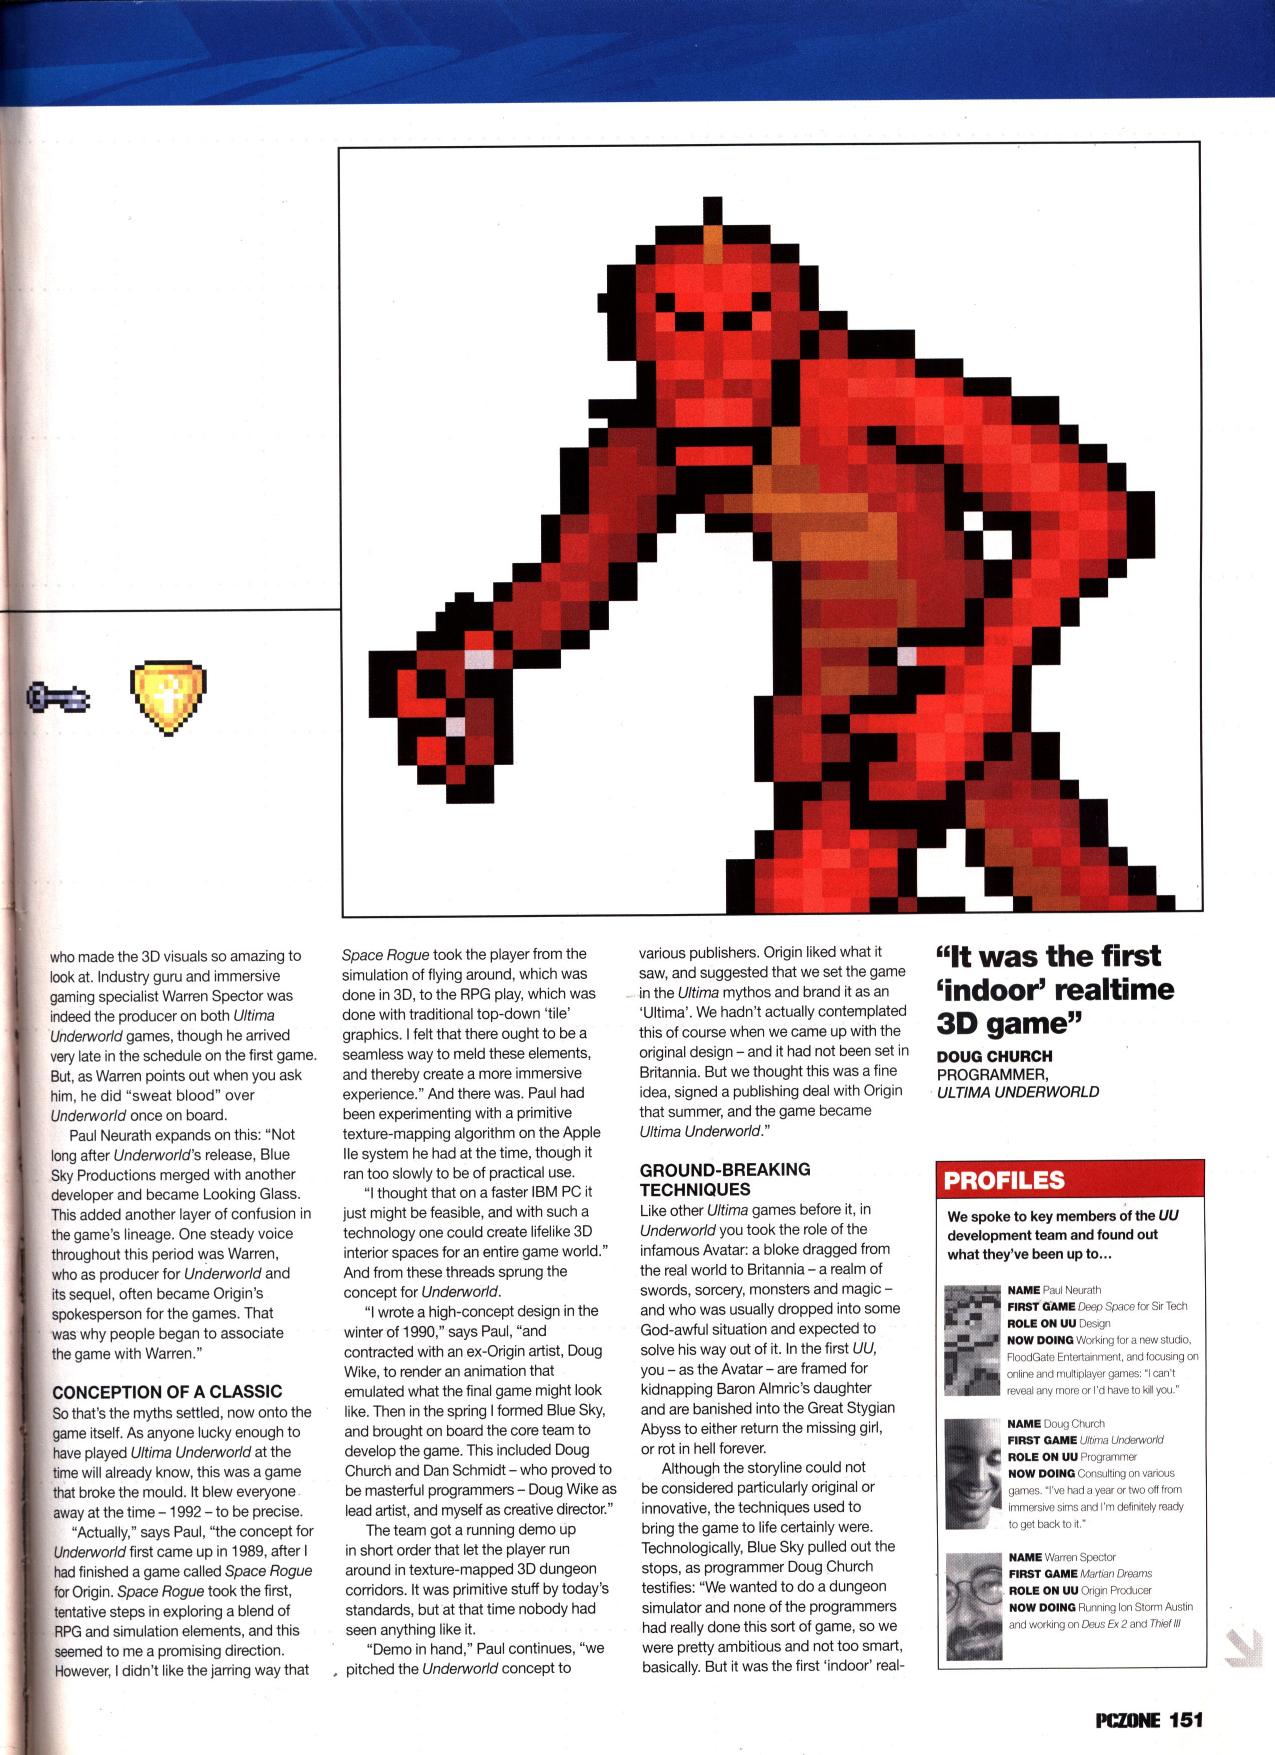 who made the 3D visuals so amazing to
look at. Industry guru and immersive
gaming specialist Warren Spector was
indeed the producer on both Ultima
Underworld games, though he arrived
very late in the schedule on the first game.
But, as Warren points out when you ask
him, he did “sweat blood” over
Underworld once on board.
Paul Neurath expands on this: “Not
long after Underworld’s release, Blue
Sky Productions merged with another
developer and became Looking Glass.
This added another layer of confusion in
the game’s lineage. One steady voice
throughout this period was Warren,
who as producer for Underworld and
its sequel, often became Origin’s
spokesperson for the games. That
was why people began to associate
the game with Warren.”
CONCEPTION OF A CLASSIC
So that’s the myths settled, now onto the
game itself. As anyone lucky enough to
have played Ultima Underworld at the
time will already know, this was a game
that broke the mould. It blew everyone
away at the time – 1992 – to be precise.
“Actually,” says Paul, “the concept for
Underworld first came up in 1989, after I
had finished a game called Space Rogue
for Origin. Space Rogue took the first,
tentative steps in exploring a blend of
RPG and simulation elements, and this
seemed to me a promising direction.
However, I didn’t like the jarring way that
Space Rogue took the player from the
simulation of flying around, which was
done in 3D, to the RPG play, which was
done with traditional top-down ‘tile’
graphics. I felt that there ought to be a
seamless way to meld these elements,
and thereby create a more immersive
experience.” And there was. Paul had
been experimenting with a primitive
texture-mapping algorithm on the Apple
IIe system he had at the time, though it
ran too slowly to be of practical use.
“I thought that on a faster IBM PC it
just might be feasible, and with such a
technology one could create lifelike 3D
interior spaces for an entire game world.”
And from these threads sprung the
concept for Underworld.
“I wrote a high-concept design in the
winter of 1990,” says Paul, “and
contracted with an ex-Origin artist, Doug
Wike, to render an animation that
emulated what the final game might look
like. Then in the spring I formed Blue Sky,
and brought on board the core team to
develop the game. This included Doug
Church and Dan Schmidt – who proved to
be masterful programmers – Doug Wike as
lead artist, and myself as creative director.”
The team got a running demo up
in short order that let the player run
around in texture-mapped 3D dungeon
corridors. It was primitive stuff by today’s
standards, but at that time nobody had
seen anything like it.
“Demo in hand,” Paul continues, “we
pitched the Underworld concept to
various publishers. Origin liked what it
saw, and suggested that we set the game
in the Ultima mythos and brand it as an
‘Ultima’. We hadn’t actually contemplated
this of course when we came up with the
original design – and it had not been set in
Britannia. But we thought this was a fine
idea, signed a publishing deal with Origin
that summer, and the game became
Ultima Underworld.”
GROUND-BREAKING
TECHNIQUES
Like other Ultima games before it, in
Underworld you took the role of the
infamous Avatar: a bloke dragged from
the real world to Britannia – a realm of
swords, sorcery, monsters and magic –
and who was usually dropped into some
God-awful situation and expected to
solve his way out of it. In the first UU,
you – as the Avatar – are framed for
kidnapping Baron Almric’s daughter
and are banished into the Great Stygian
Abyss to either return the missing girl,
or rot in hell forever.
Although the storyline could not
be considered particularly original or
innovative, the techniques used to
bring the game to life certainly were.
Technologically, Blue Sky pulled out the
stops, as programmer Doug Church
testifies: “We wanted to do a dungeon
simulator and none of the programmers
had really done this sort of game, so we
were pretty ambitious and not too smart,
basically. But it was the first ‘indoor’ real-
“It was the first
‘indoor’ realtime
3D game”
DOUG CHURCH
PROGRAMMER,
ULTIMA UNDERWORLD
PROFILES
We spoke to key members of the UU
development team and found out
what they’ve been up to...
NAME Paul Neurath
FIRST GAME Deep Space for Sir Tech
ROLE ON UU Design
NOW DOING Working for a new studio,
FloodGate Entertainment, and focusing on
online and multiplayer games: “I can’t
reveal any more or I’d have to kill you.”
NAME Doug Church
FIRST GAME Ultima Underworld
ROLE ON UU Programmer
NOW DOING Consulting on various
games. “I’ve had a year or two off from
immersive sims and I’m definitely ready
to get back to it.”
NAME Warren Spector
FIRST GAME Martian Dreams
ROLE ON UU Origin Producer
NOW DOING Running Ion Storm Austin
and working on Deus Ex 2 and Thief III
PCZONE 151